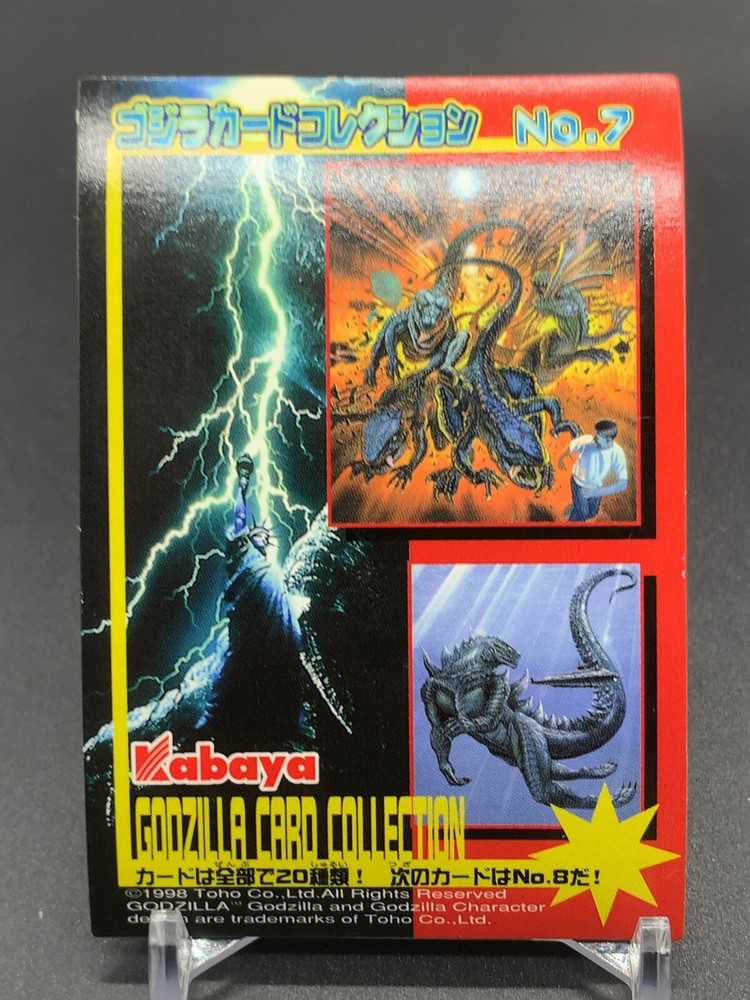 ゴジラカードコレクション No.7
Kabaya
GODZILLA CARD COLLECTION
カードは全部で20種類！ 次のカードはNo.8だ！
©1998 Toho Co.,Ltd.All Rights Reserved
GODZILLA™ Godzilla and Godzilla Character
design are trademarks of Toho Co.,Ltd.